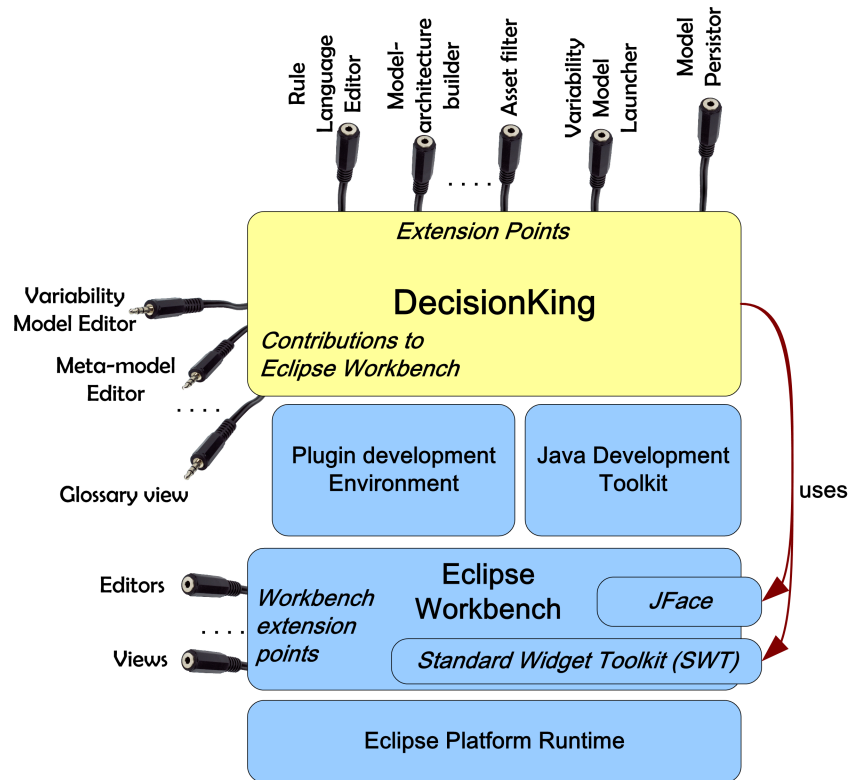 Rule
Language
Editor
Model-
architecture
builder
Asset filter
Variability
Model
Launcher
Model
Persistor
. . . .
Extension Points
DecisionKing
Variability
Model Editor
Contributions to
Eclipse Workbench
Meta-model
Editor
. . . .
Glossary view
Plugin development
Environment
Java Development
Toolkit
uses
Eclipse
Workbench
Editors
Workbench
extension
points
JFace
. . . .
Views
Standard Widget Toolkit (SWT)
Eclipse Platform Runtime